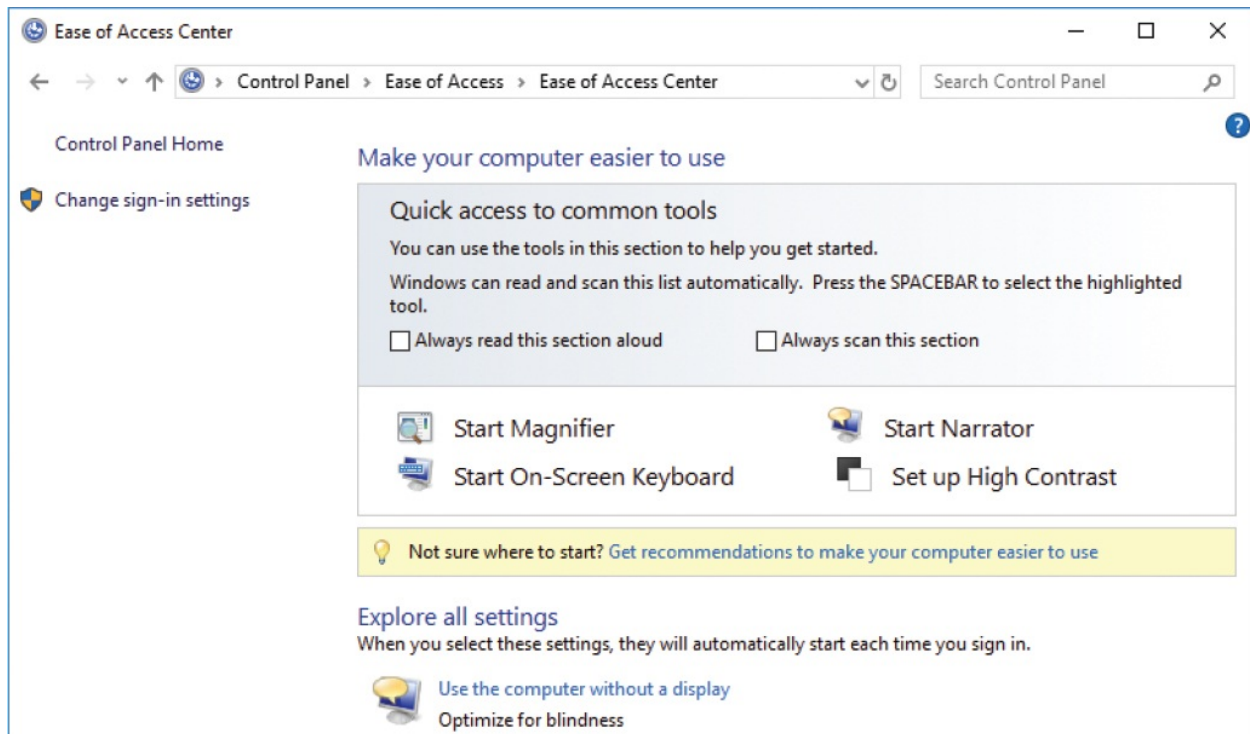 Ease of Access Center
Control Panel > Ease of Access > Ease of Access Center
Search Control Panel
?
Control Panel Home
Change sign-in settings
Make your computer easier to use
Quick access to common tools
You can use the tools in this section to help you get started.
Windows can read and scan this list automatically. Press the SPACEBAR to select the highlighted
tool.
Always read this section aloud
Always scan this section
Start Magnifier
Start Narrator
Start On-Screen Keyboard
Set up High Contrast
Not sure where to start? Get recommendations to make your computer easier to use
Explore all settings
When you select these settings, they will automatically start each time you sign in.
Use the computer without a display
Optimize for blindness